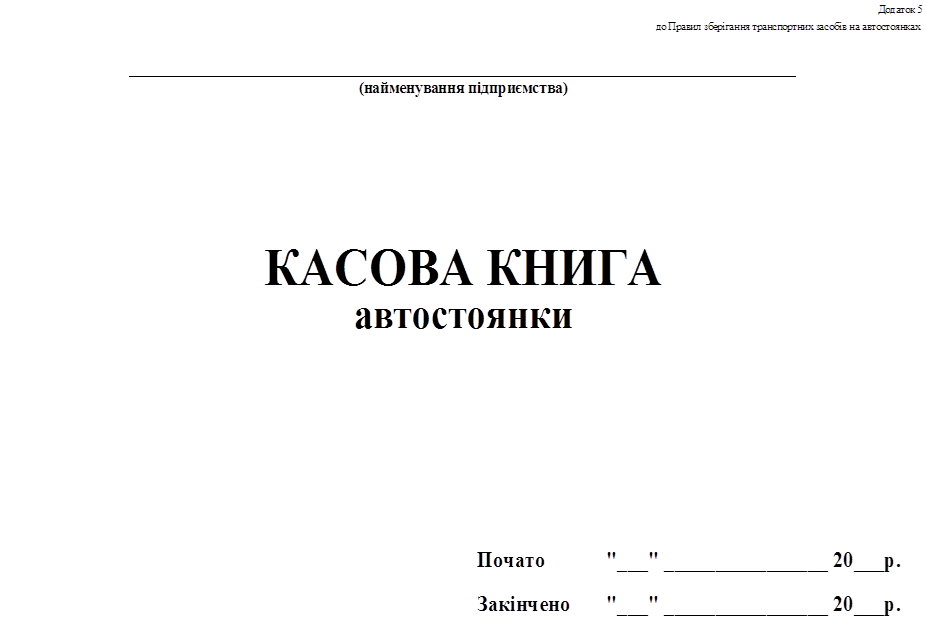 Додаток 5
до Правил зберігання транспортних засобів на автостоянках
(найменування підприємства)
КАСОВА КНИГА
автостоянки
Почато "___" ________________ 20___р.
Закінчено "___" ________________ 20___р.